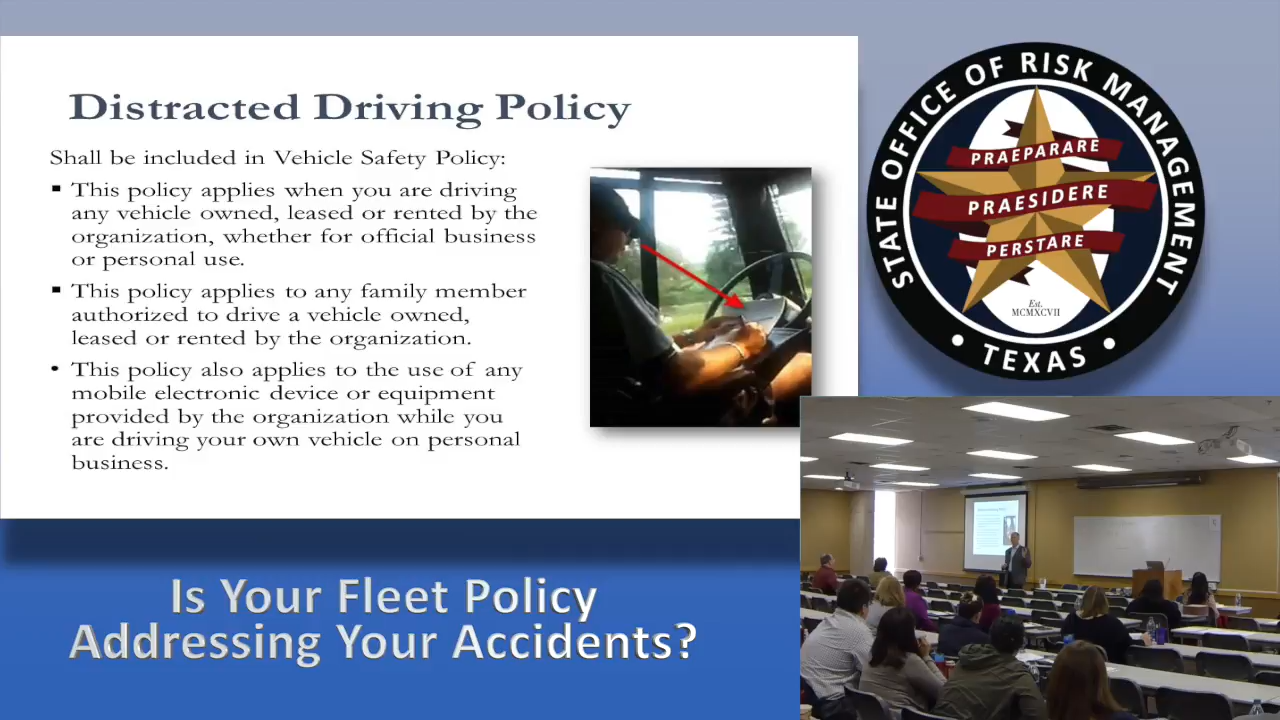 Distracted Driving Policy
Shall be included in Vehicle Safety Policy:
▪ This policy applies when you are driving
any vehicle owned, leased or rented by the
organization, whether for official business
or personal use.
▪ This policy applies to any family member
authorized to drive a vehicle owned,
leased or rented by the organization.
• This policy also applies to the use of any
mobile electronic device or equipment
provided by the organization while you
are driving your own vehicle on personal
business.
STATE OFFICE OF RISK MANAGEMENT
PRAEPARARE
PRAESIDERE
PERSTARE
Est.
MCMXCVII
• TEXAS •
Is Your Fleet Policy
Addressing Your Accidents?